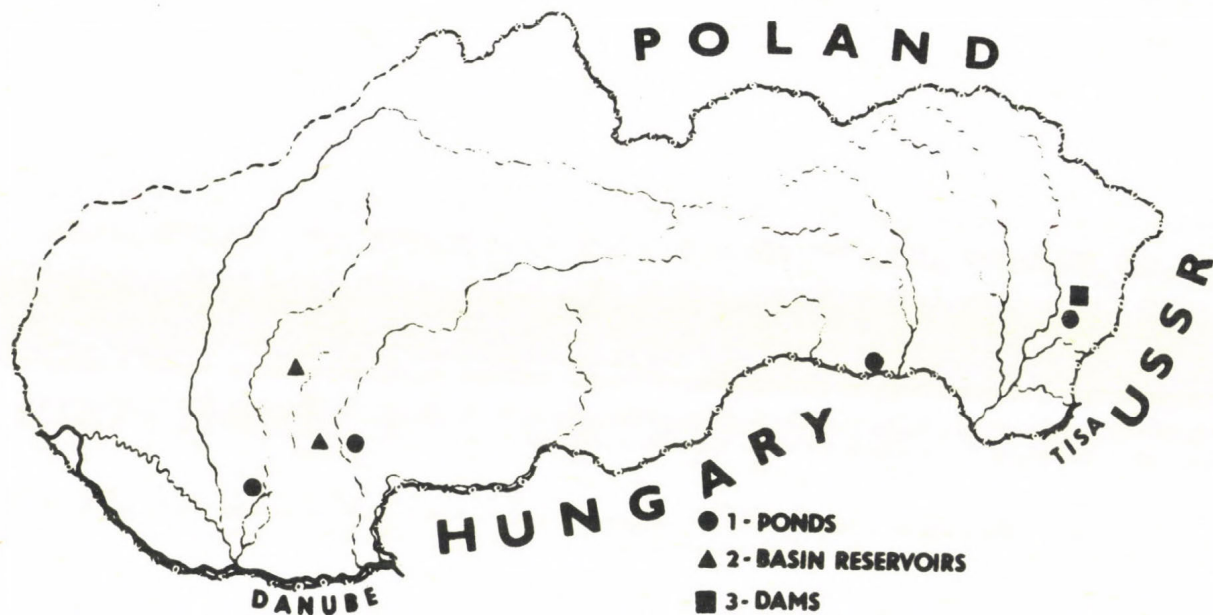 POLAND
USSR
TISA
HUNGARY
DANUBE
1-PONDS
2-BASIN RESERVOIRS
3-DAMS